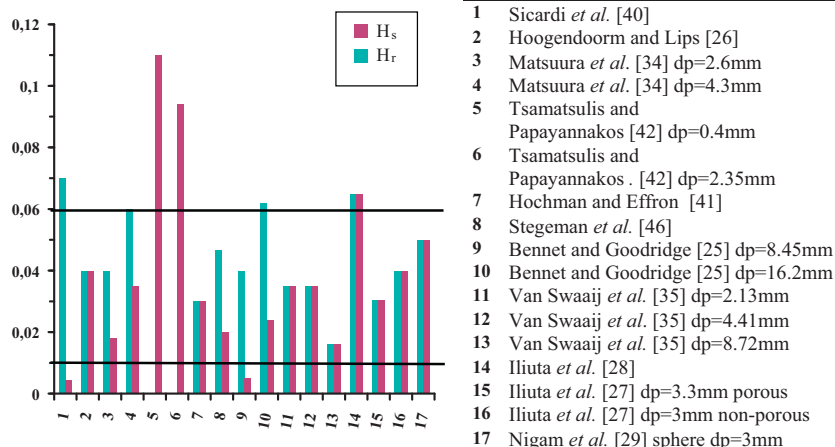 0,12
0,1
0,08
0,06
0,04
0,02
0
Hs
Hr
1 2 3 4 5 6 7 8 9 10 11 12 13 14 15 16 17
1 Sicardi et al. [40]
2 Hoogendoorm and Lips [26]
3 Matsuura et al. [34] dp=2.6mm
4 Matsuura et al. [34] dp=4.3mm
5 Tsamatsulis and
Papayannakos [42] dp=0.4mm
6 Tsamatsulis and
Papayannakos . [42] dp=2.35mm
7 Hochman and Effron [41]
8 Stegeman et al. [46]
9 Bennet and Goodridge [25] dp=8.45mm
10 Bennet and Goodridge [25] dp=16.2mm
11 Van Swaaij et al. [35] dp=2.13mm
12 Van Swaaij et al. [35] dp=4.41mm
13 Van Swaaij et al. [35] dp=8.72mm
14 Iliuta et al. [28]
15 Iliuta et al. [27] dp=3.3mm porous
16 Iliuta et al. [27] dp=3mm non-porous
17 Nigam et al. [29] sphere dp=3mm